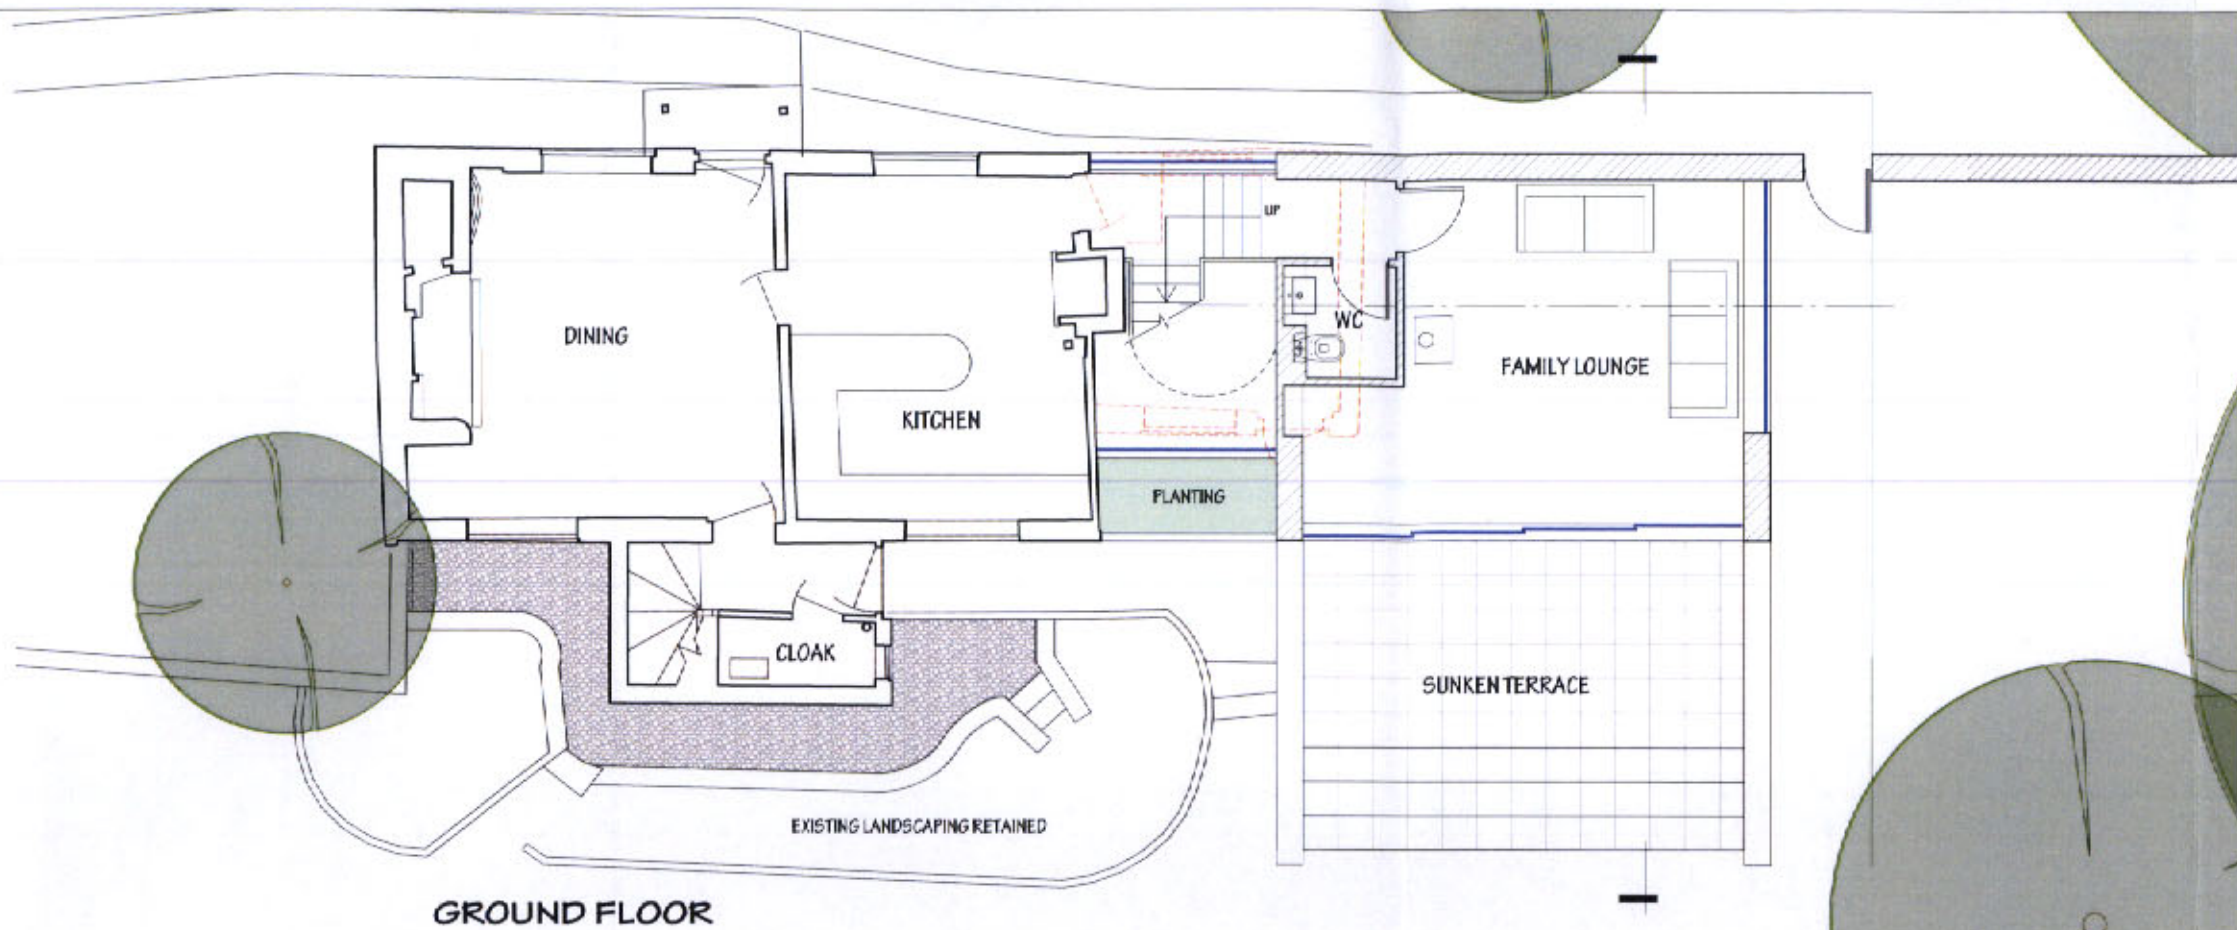 UP
DINING
WC
FAMILY LOUNGE
KITCHEN
PLANTING
CLOAK
SUNKEN TERRACE
EXISTING LANDSCAPING RETAINED
GROUND FLOOR